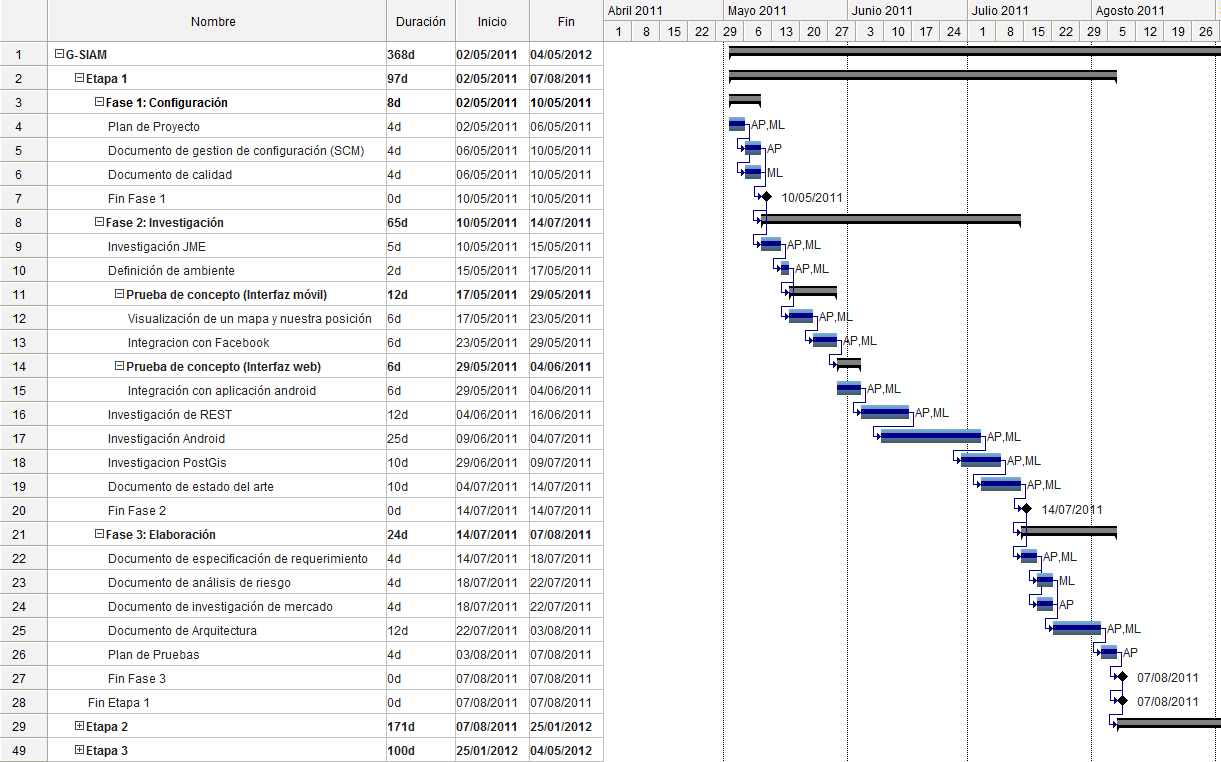 Nombre Duración Inicio Fin Abril 2011 Mayo 2011 Junio 2011 Julio 2011 Agosto 2011
1 8 15 22 29 6 13 20 27 3 10 17 24 1 8 15 22 29 5 12 19 26
1 G-SIAM 368d 02/05/2011 04/05/2012
2 Etapa 1 97d 02/05/2011 07/08/2011
3 Fase 1: Configuración 8d 02/05/2011 10/05/2011
4 Plan de Proyecto 4d 02/05/2011 06/05/2011 AP,ML
5 Documento de gestion de configuración (SCM) 4d 06/05/2011 10/05/2011 AP
6 Documento de calidad 4d 06/05/2011 10/05/2011 ML
7 Fin Fase 1 0d 10/05/2011 10/05/2011 10/05/2011
8 Fase 2: Investigación 65d 10/05/2011 14/07/2011
9 Investigación JME 5d 10/05/2011 15/05/2011 AP,ML
10 Definición de ambiente 2d 15/05/2011 17/05/2011 AP,ML
11 Prueba de concepto (Interfaz móvil) 12d 17/05/2011 29/05/2011
12 Visualización de un mapa y nuestra posición 6d 17/05/2011 23/05/2011 AP,ML
13 Integracion con Facebook 6d 23/05/2011 29/05/2011 AP,ML
14 Prueba de concepto (Interfaz web) 6d 29/05/2011 04/06/2011
15 Integración con aplicación android 6d 29/05/2011 04/06/2011 AP,ML
16 Investigación de REST 12d 04/06/2011 16/06/2011 AP,ML
17 Investigación Android 25d 09/06/2011 04/07/2011 AP,ML
18 Investigacion PostGis 10d 29/06/2011 09/07/2011 AP,ML
19 Documento de estado del arte 10d 04/07/2011 14/07/2011 AP,ML
20 Fin Fase 2 0d 14/07/2011 14/07/2011 14/07/2011
21 Fase 3: Elaboración 24d 14/07/2011 07/08/2011
22 Documento de especificación de requerimiento 4d 14/07/2011 18/07/2011 AP,ML
23 Documento de análisis de riesgo 4d 18/07/2011 22/07/2011 ML
24 Documento de investigación de mercado 4d 18/07/2011 22/07/2011 AP
25 Documento de Arquitectura 12d 22/07/2011 03/08/2011 AP,ML
26 Plan de Pruebas 4d 03/08/2011 07/08/2011 AP
27 Fin Fase 3 0d 07/08/2011 07/08/2011 07/08/2011
28 Fin Etapa 1 0d 07/08/2011 07/08/2011 07/08/2011
29 Etapa 2 171d 07/08/2011 25/01/2012
49 Etapa 3 100d 25/01/2012 04/05/2012